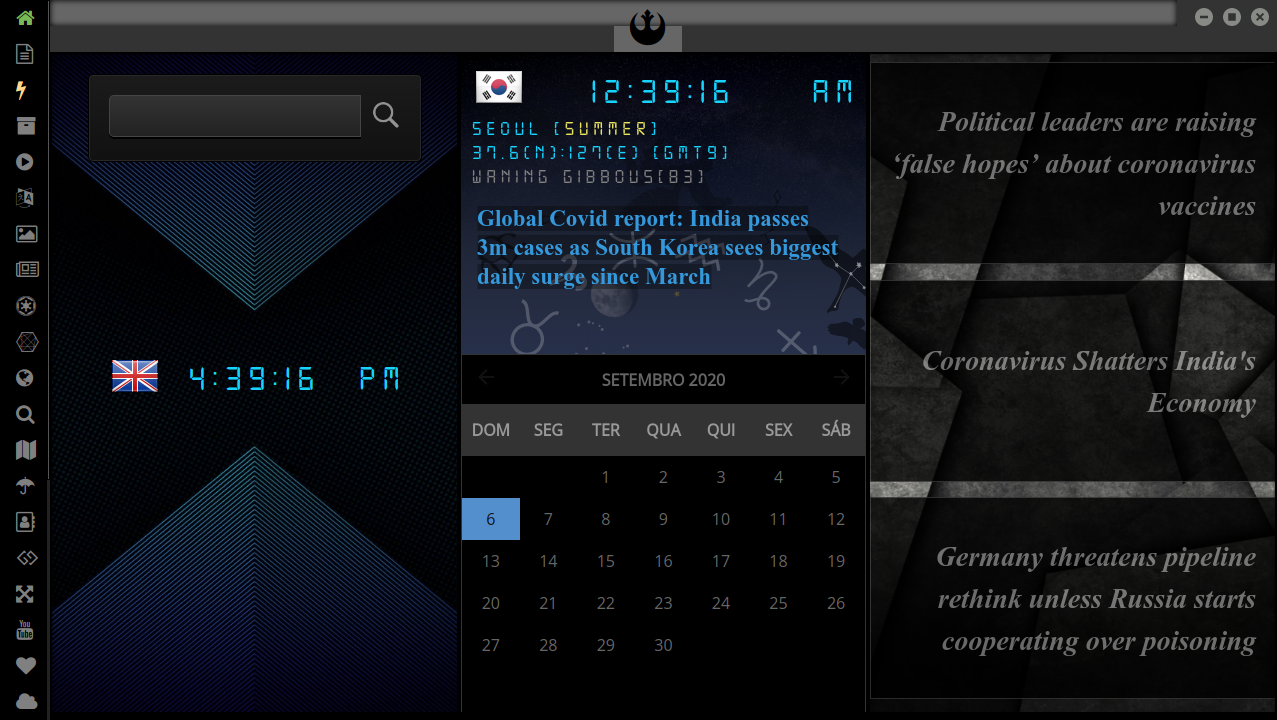 4:39:16 PM
12:39:16 AM
SEOUL [SUMMER]
37.6(N):127(E) [GMT9]
WANING GIBBOUS[83]
Global Covid report: India passes
3m cases as South Korea sees biggest
daily surge since March
SETEMBRO 2020
DOM SEG TER QUA QUI SEX SÁB
1 2 3 4 5
6 7 8 9 10 11 12
13 14 15 16 17 18 19
20 21 22 23 24 25 26
27 28 29 30
Political leaders are raising
‘false hopes’ about coronavirus
vaccines
Coronavirus Shatters India's
Economy
Germany threatens pipeline
rethink unless Russia starts
cooperating over poisoning
You
Tube